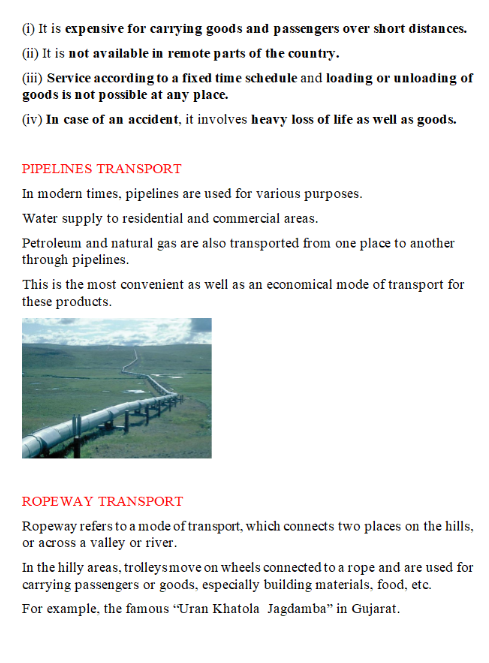 (i) It is expensive for carrying goods and passengers over short distances.
(ii) It is not available in remote parts of the country.
(iii) Service according to a fixed time schedule and loading or unloading of
goods is not possible at any place.
(iv) In case of an accident, it involves heavy loss of life as well as goods.
PIPELINES TRANSPORT
In modern times, pipelines are used for various purposes.
Water supply to residential and commercial areas.
Petroleum and natural gas are also transported from one place to another
through pipelines.
This is the most convenient as well as an economical mode of transport for
these products.
ROPEWAY TRANSPORT
Ropeway refers to a mode of transport, which connects two places on the hills,
or across a valley or river.
In the hilly areas, trolleys move on wheels connected to a rope and are used for
carrying passengers or goods, especially building materials, food, etc.
For example, the famous “Uran Khatola Jagdamba” in Gujarat.